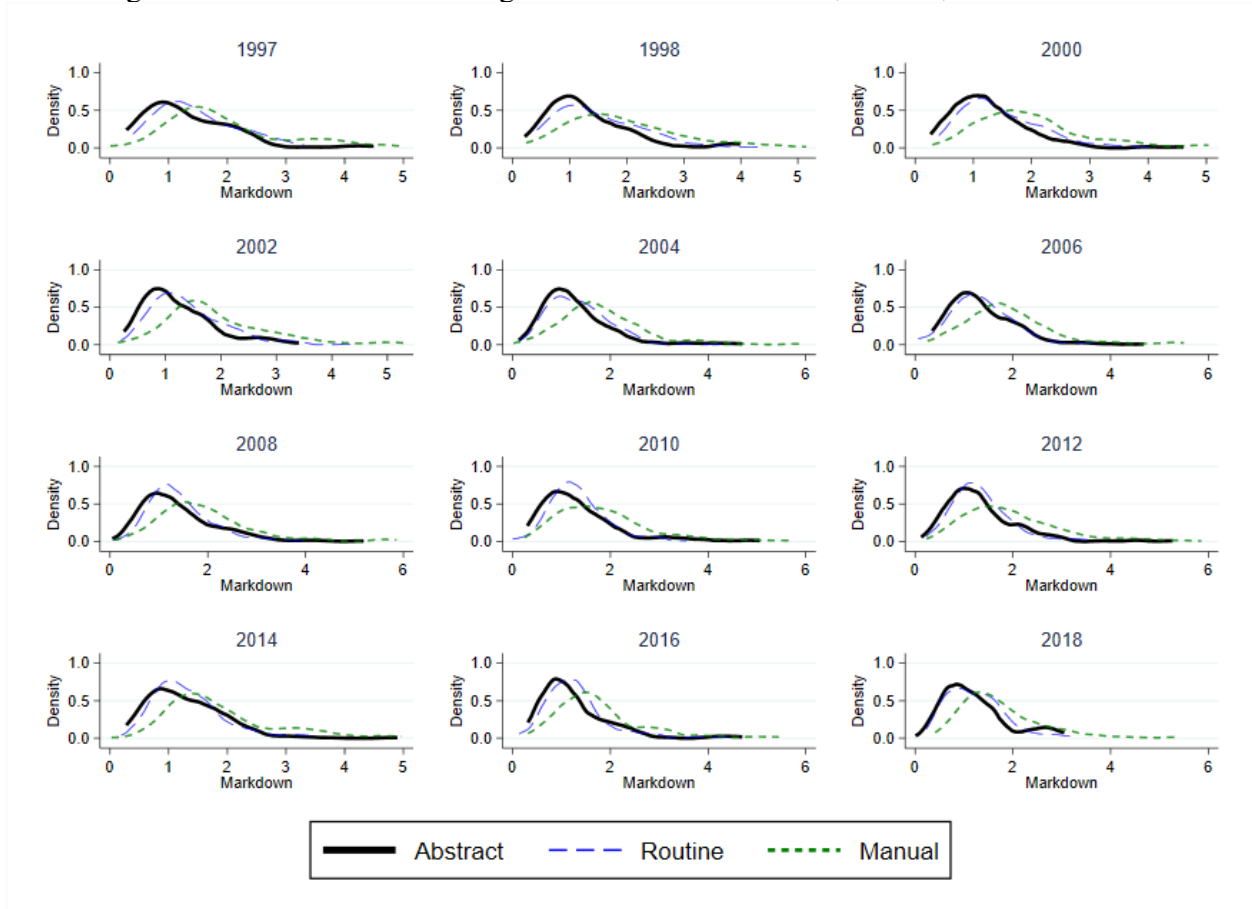 1997 1998 2000
Density 1.0 0.5 0.0 Density 1.0 0.5 0.0 Density 1.0 0.5 0.0
0 1 2 3 4 5 0 1 2 3 4 5 0 1 2 3 4 5
Markdown Markdown Markdown
2002 2004 2006
Density 1.0 0.5 0.0 Density 1.0 0.5 0.0 Density 1.0 0.5 0.0
0 1 2 3 4 5 0 2 4 6 0 2 4 6
Markdown Markdown Markdown
2008 2010 2012
Density 1.0 0.5 0.0 Density 1.0 0.5 0.0 Density 1.0 0.5 0.0
0 2 4 6 0 2 4 6 0 2 4 6
Markdown Markdown Markdown
2014 2016 2018
Density 1.0 0.5 0.0 Density 1.0 0.5 0.0 Density 1.0 0.5 0.0
0 1 2 3 4 5 0 2 4 6 0 2 4 6
Markdown Markdown Markdown
Abstract Routine Manual